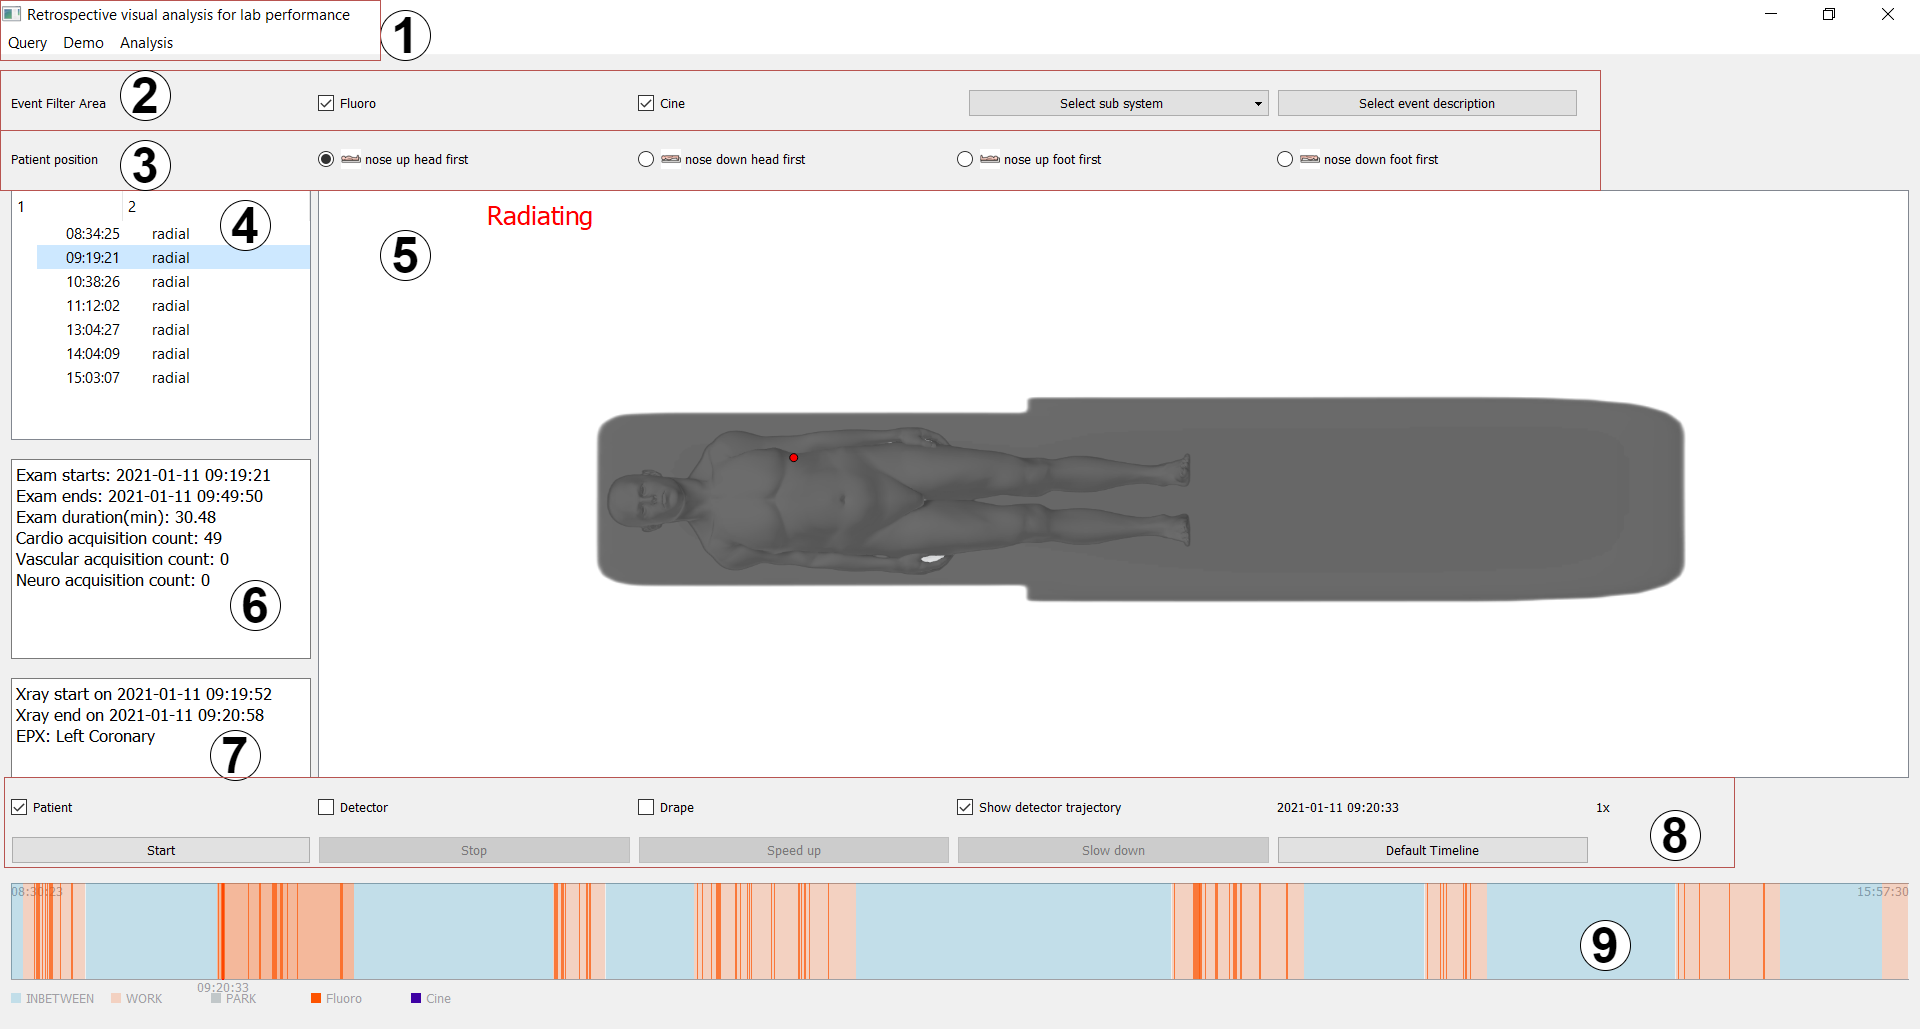 Retrospective visual analysis for lab performance
Query Demo Analysis
1
Event Filter Area
2
Fluoro
Cine
Select sub system
Select event description
Patient position
3
nose up head first
nose down head first
nose up foot first
nose down foot first
1 2
4
08:34:25 radial
09:19:21 radial
10:38:26 radial
11:12:02 radial
13:04:27 radial
14:04:09 radial
15:03:07 radial
Radiating
5
Exam starts: 2021-01-11 09:19:21
Exam ends: 2021-01-11 09:49:50
Exam duration(min): 30.48
Cardio acquisition count: 49
Vascular acquisition count: 0
Neuro acquisition count: 0
6
Xray start on 2021-01-11 09:19:52
Xray end on 2021-01-11 09:20:58
EPX: Left Coronary
7
Patient
Detector
Drape
Show detector trajectory
2021-01-11 09:20:33
1x
8
Start
Stop
Speed up
Slow down
Default Timeline
08:30:23
15:57:30
9
09:20:33
INBETWEEN
WORK
PARK
Fluoro
Cine